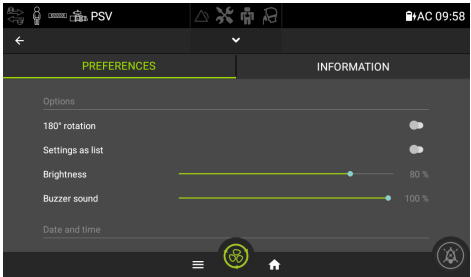 PSV
AC 09:58
PREFERENCES
INFORMATION
Options
180° rotation
Settings as list
Brightness
80 %
Buzzer sound
100 %
Date and time